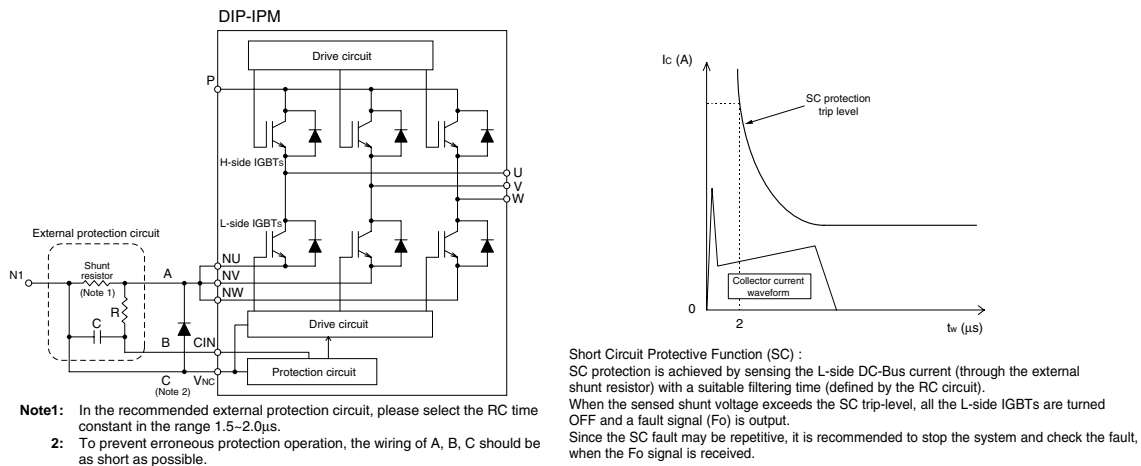 DIP-IPM
Drive circuit
P
H-side IGBTs
U
V
W
L-side IGBTs
External protection circuit
NU
N1
Shunt
resistor
(Note 1)
A
NV
NW
R
Drive circuit
C
B
CIN
Protection circuit
C
(Note 2)
VNC
Note1: In the recommended external protection circuit, please select the RC time
constant in the range 1.5~2.0μs.
2: To prevent erroneous protection operation, the wiring of A, B, C should be
as short as possible.
IC (A)
SC protection
trip level
Collector current
waveform
0
2
tw (μs)
Short Circuit Protective Function (SC) :
SC protection is achieved by sensing the L-side DC-Bus current (through the external
shunt resistor) with a suitable filtering time (defined by the RC circuit).
When the sensed shunt voltage exceeds the SC trip-level, all the L-side IGBTs are turned
OFF and a fault signal (Fo) is output.
Since the SC fault may be repetitive, it is recommended to stop the system and check the fault,
when the Fo signal is received.